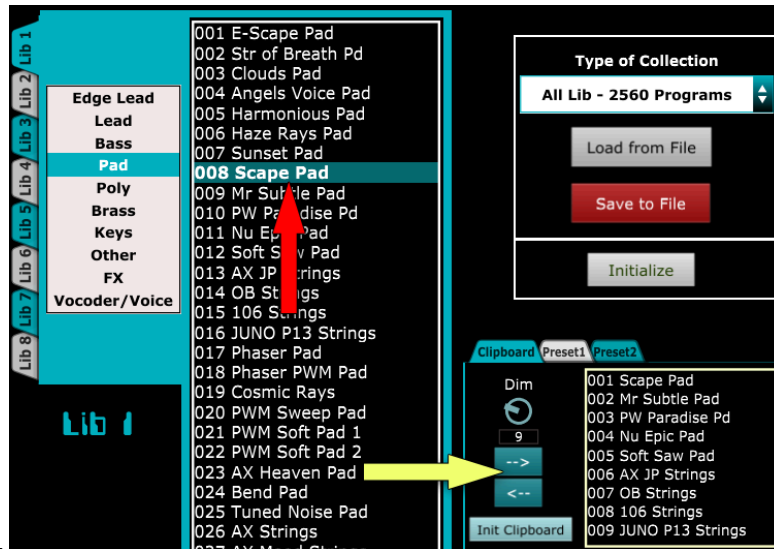 Lib 1
Lib 2
Lib 3
Lib 4
Lib 5
Lib 6
Lib 7
Lib 8
Edge Lead
Lead
Bass
Pad
Poly
Brass
Keys
Other
FX
Vocoder/Voice
Lib 1
001 E-Scape Pad
002 Str of Breath Pd
003 Clouds Pad
004 Angels Voice Pad
005 Harmonious Pad
006 Haze Rays Pad
007 Sunset Pad
008 Scape Pad
009 Mr Subtle Pad
010 PW Paradise Pd
011 Nu Epic Pad
012 Soft Saw Pad
013 AX JP Strings
014 OB Strings
015 106 Strings
016 JUNO P13 Strings
017 Phaser Pad
018 Phaser PWM Pad
019 Cosmic Rays
020 PWM Sweep Pad
021 PWM Soft Pad 1
022 PWM Soft Pad 2
023 AX Heaven Pad
024 Bend Pad
025 Tuned Noise Pad
026 AX Strings
027 AX Mood Strings
Type of Collection
All Lib - 2560 Programs
Load from File
Save to File
Initialize
Clipboard Preset1 Preset2
Dim
9
-->
<--
Init Clipboard
001 Scape Pad
002 Mr Subtle Pad
003 PW Paradise Pd
004 Nu Epic Pad
005 Soft Saw Pad
006 AX JP Strings
007 OB Strings
008 106 Strings
009 JUNO P13 Strings